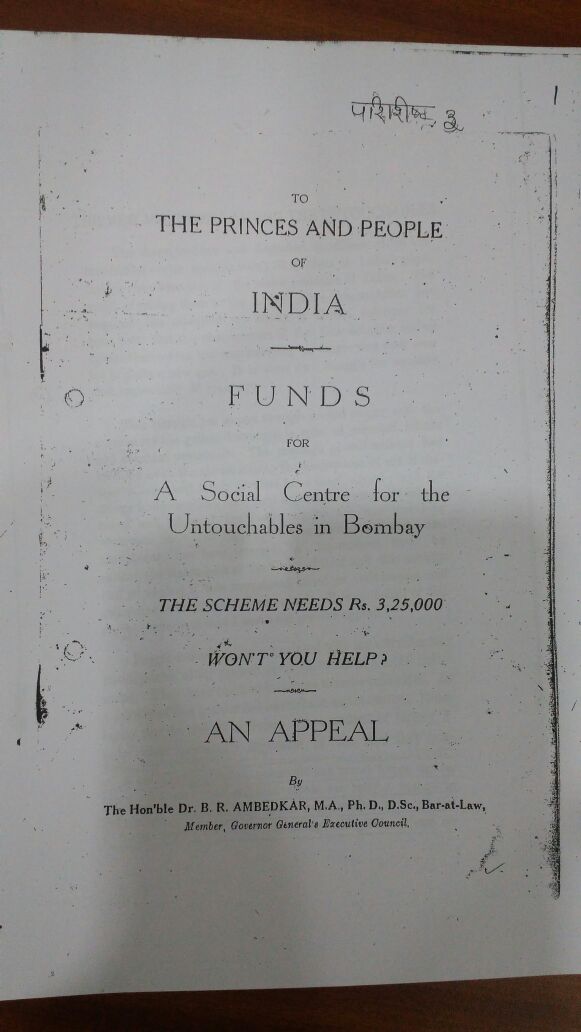 परिशिष्ट ३
TO
THE PRINCES AND PEOPLE
OF
INDIA
FUNDS
FOR
A Social Centre for the
Untouchables in Bombay
THE SCHEME NEEDS Rs. 3,25,000
WON'T YOU HELP?
AN APPEAL
By
The Hon'ble Dr. B. R. AMBEDKAR, M.A., Ph. D., D.Sc., Bar-at-Law,
Member, Governor General's Executive Council.